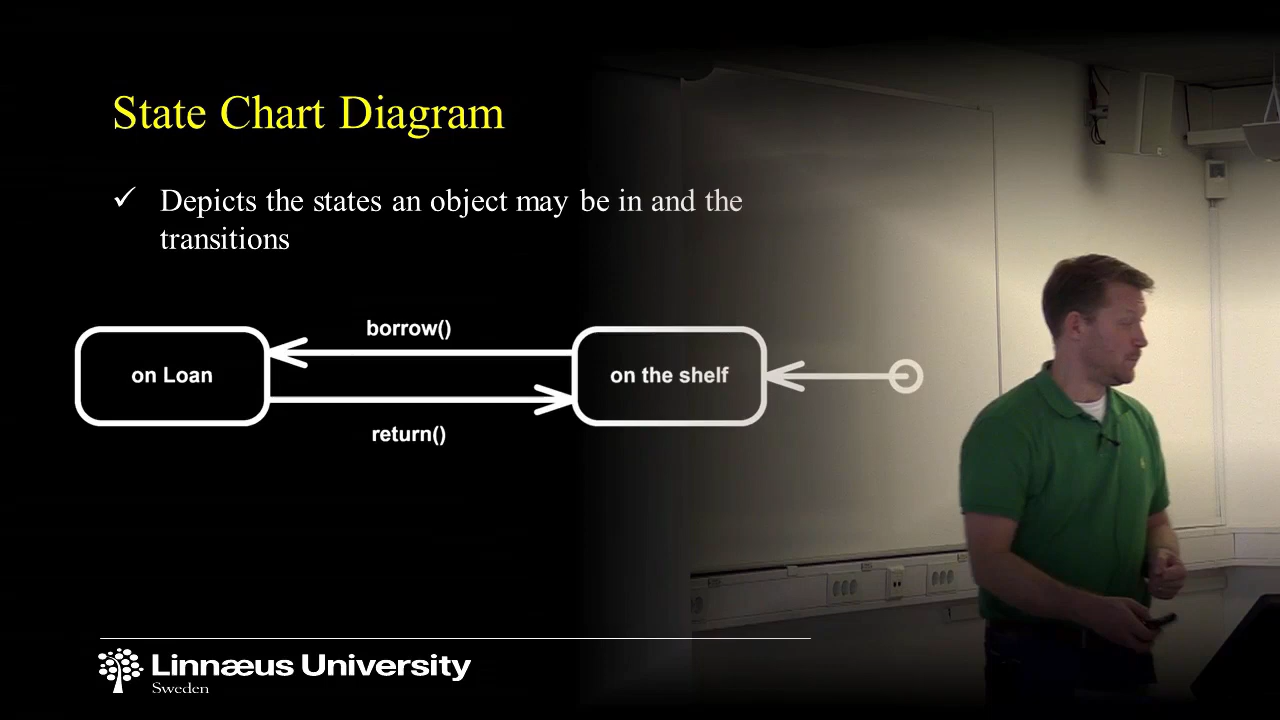 State Chart Diagram
Depicts the states an object may be in and the
transitions
borrow()
on Loan
on the shelf
return()
Linnæus University
Sweden